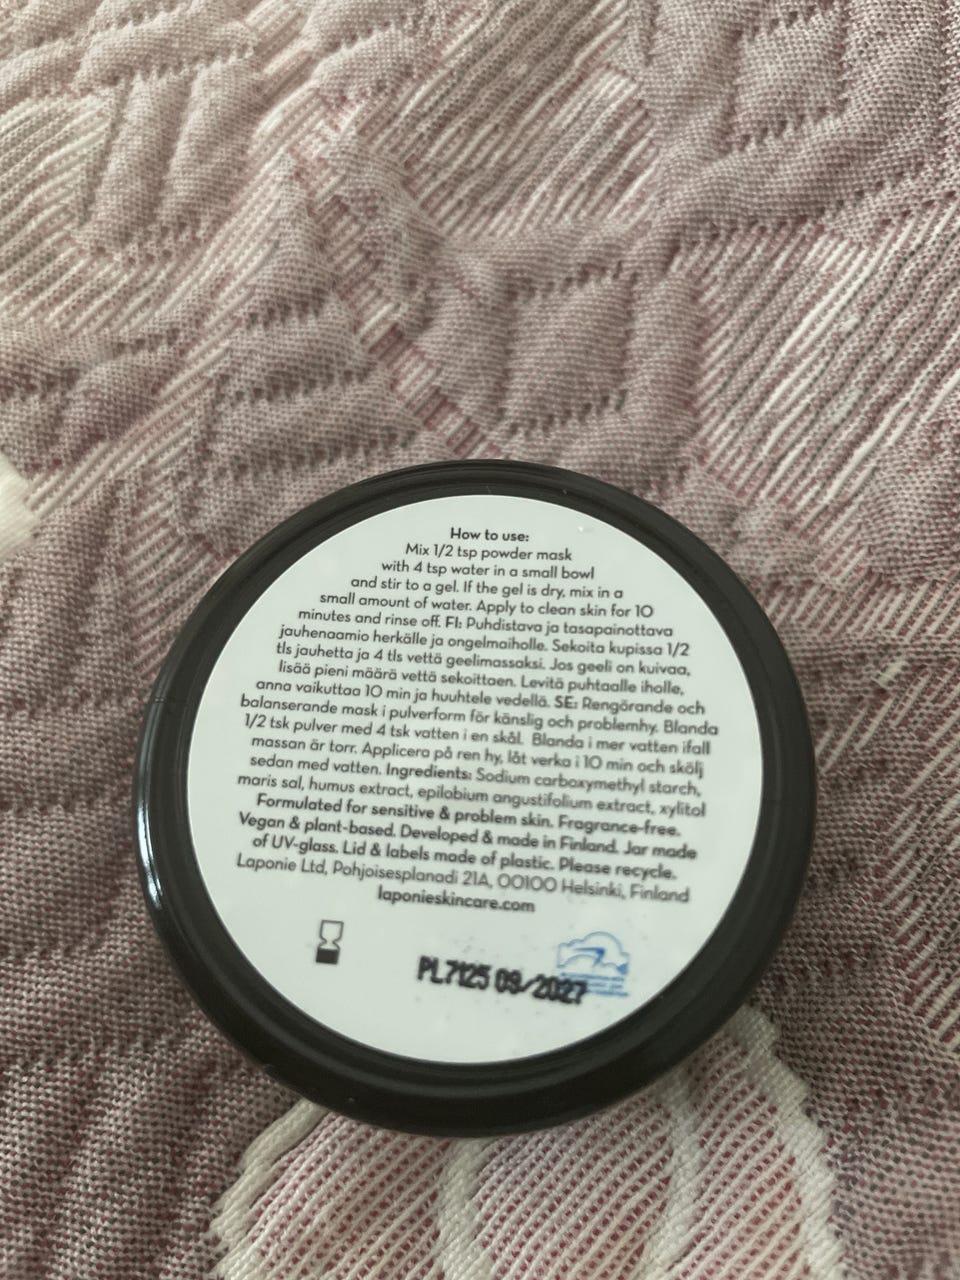 How to use:
Mix 1/2 tsp powder mask
with 4 tsp water in a small bowl
and stir to a gel. If the gel is dry, mix in a
small amount of water. Apply to clean skin for 10
minutes and rinse off. FI: Puhdistava ja tasapainottava
jauhenaamio herkälle ja ongelmaiholle. Sekoita kupissa 1/2
tls jauhetta ja 4 tls vettä geelimassaksi. Jos geeli on kuivaa,
lisää pieni määrä vettä sekoittaen. Levitä puhtaalle iholle,
anna vaikuttaa 10 min ja huuhtele vedellä. SE: Rengörande och
balanserande mask i pulverform för känslig och problemhy. Blanda
1/2 tsk pulver med 4 tsk vatten i en skål. Blanda i mer vatten ifall
massan är torr. Applicera på ren hy, låt verka i 10 min och skölj
sedan med vatten. Ingredients: Sodium carboxymethyl starch,
maris sal, humus extract, epilobium angustifolium extract, xylitol
Formulated for sensitive & problem skin. Fragrance-free.
Vegan & plant-based. Developed & made in Finland. Jar made
of UV-glass. Lid & labels made of plastic. Please recycle.
Laponie Ltd, Pohjoisesplanadi 21A, 00100 Helsinki, Finland
laponieskincare.com
PL7125 09/2027